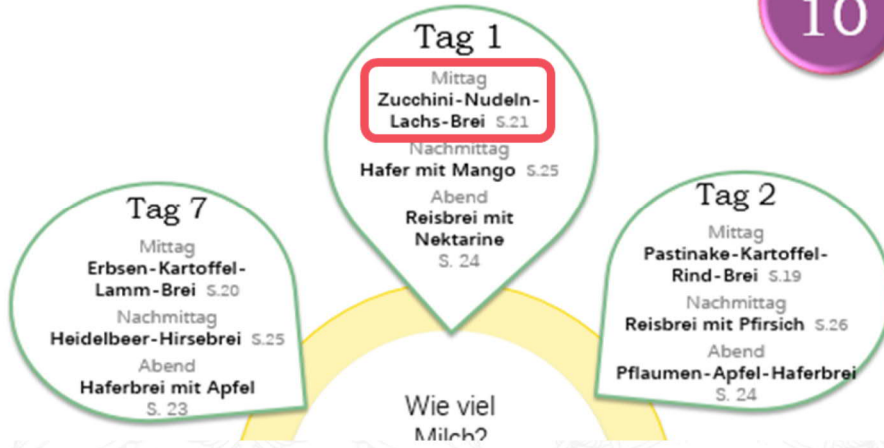 10
Tag 1
Mittag
Zucchini-Nudeln-
Lachs-Brei S.21
Nachmittag
Hafer mit Mango S.25
Abend
Reisbrei mit
Nektarine
S. 24
Tag 7
Mittag
Erbsen-Kartoffel-
Lamm-Brei S.20
Nachmittag
Heidelbeer-Hirsebrei S.25
Abend
Haferbrei mit Apfel
S. 23
Tag 2
Mittag
Pastinake-Kartoffel-
Rind-Brei S.19
Nachmittag
Reisbrei mit Pfirsich S.26
Abend
Pflaumen-Apfel-Haferbrei
S. 24
Wie viel
Milch?